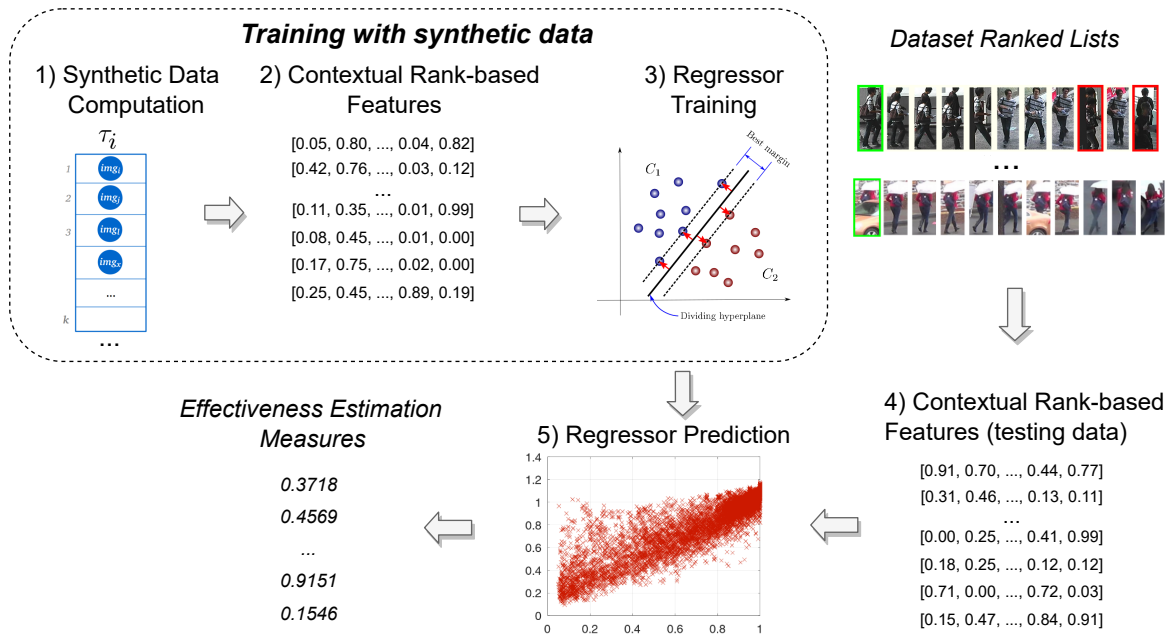 Training with synthetic data
1) Synthetic Data
Computation
τi
1
imgi
2
imgj
3
imgl
imgx
...
k
...
2) Contextual Rank-based
Features
[0.05, 0.80, ..., 0.04, 0.82]
[0.42, 0.76, ..., 0.03, 0.12]
...
[0.11, 0.35, ..., 0.01, 0.99]
[0.08, 0.45, ..., 0.01, 0.00]
[0.17, 0.75, ..., 0.02, 0.00]
[0.25, 0.45, ..., 0.89, 0.19]
3) Regressor
Training
Best margin
C1
C2
Dividing hyperplane
Dataset Ranked Lists
...
4) Contextual Rank-based
Features (testing data)
[0.91, 0.70, ..., 0.44, 0.77]
[0.31, 0.46, ..., 0.13, 0.11]
...
[0.00, 0.25, ..., 0.41, 0.99]
[0.18, 0.25, ..., 0.12, 0.12]
[0.71, 0.00, ..., 0.72, 0.03]
[0.15, 0.47, ..., 0.84, 0.91]
5) Regressor Prediction
1.4
1.2
1
0.8
0.6
0.4
0.2
0
0 0.2 0.4 0.6 0.8 1
Effectiveness Estimation
Measures
0.3718
0.4569
...
0.9151
0.1546